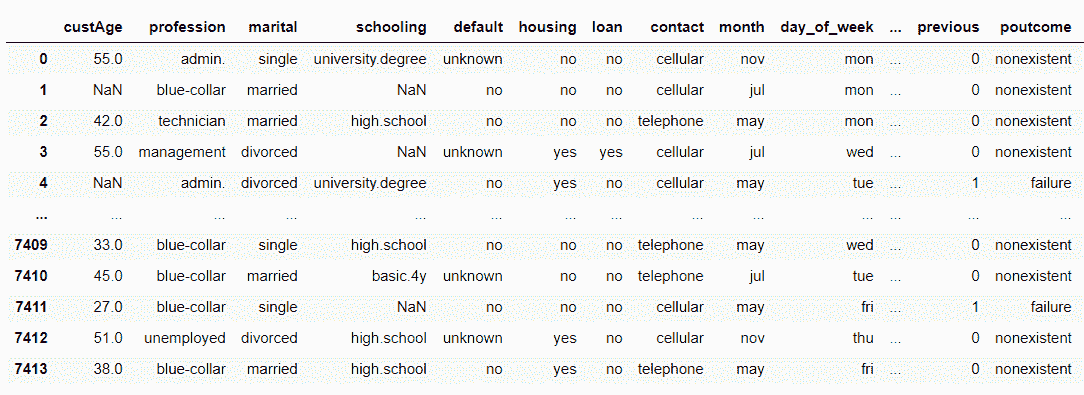 custAge profession marital schooling default housing loan contact month day_of_week ... previous poutcome
0 55.0 admin. single university.degree unknown no no cellular nov mon ... 0 nonexistent
1 NaN blue-collar married NaN no no no cellular jul mon ... 0 nonexistent
2 42.0 technician married high.school no no no telephone may mon ... 0 nonexistent
3 55.0 management divorced NaN unknown yes yes cellular jul wed ... 0 nonexistent
4 NaN admin. divorced university.degree no yes no cellular may tue ... 1 failure
... ... ... ... ... ... ... ... ... ... ... ... ... ...
7409 33.0 blue-collar single high.school no no no telephone may wed ... 0 nonexistent
7410 45.0 blue-collar married basic.4y unknown no no telephone jul tue ... 0 nonexistent
7411 27.0 blue-collar single NaN no no no cellular may fri ... 1 failure
7412 51.0 unemployed divorced high.school unknown yes no cellular nov thu ... 0 nonexistent
7413 38.0 blue-collar married high.school no yes no telephone may fri ... 0 nonexistent